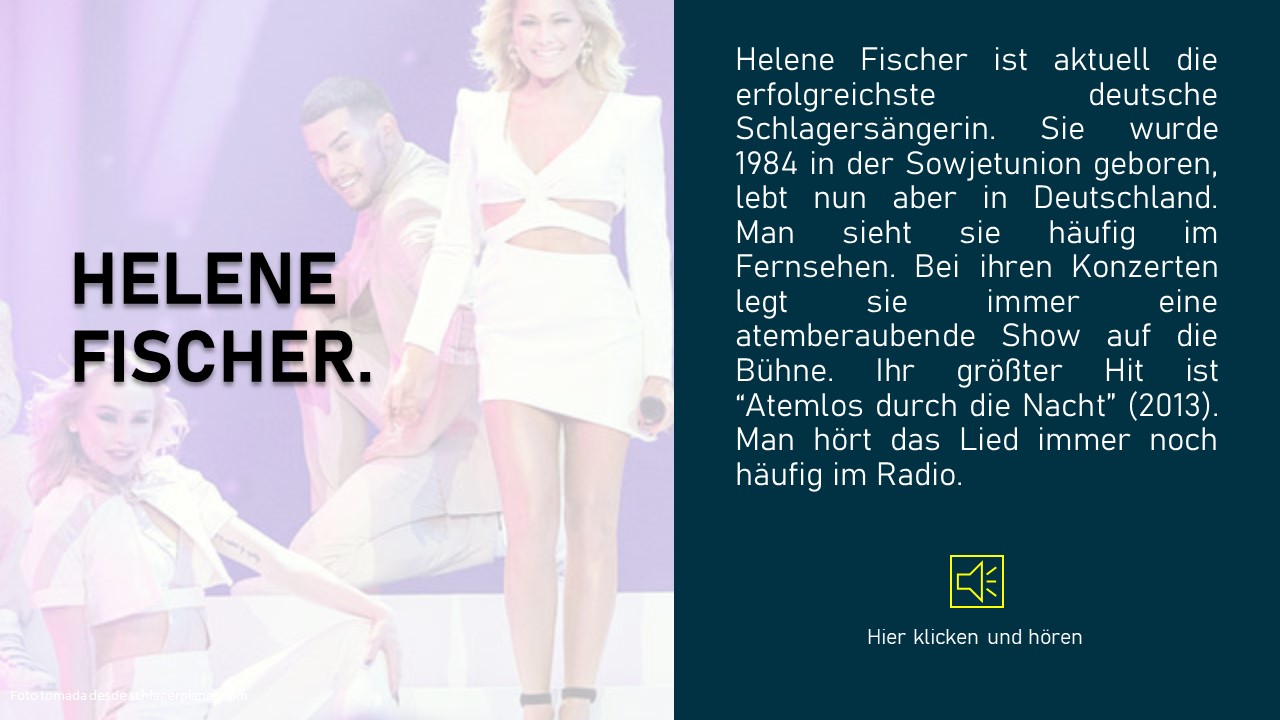 HELENE
FISCHER.
Helene Fischer ist aktuell die
erfolgreichste deutsche
Schlagersängerin. Sie wurde
1984 in der Sowjetunion geboren,
lebt nun aber in Deutschland.
Man sieht sie häufig im
Fernsehen. Bei ihren Konzerten
legt sie immer eine
atemberaubende Show auf die
Bühne. Ihr größter Hit ist
“Atemlos durch die Nacht” (2013).
Man hört das Lied immer noch
häufig im Radio.
Hier klicken und hören
Foto tomada desde